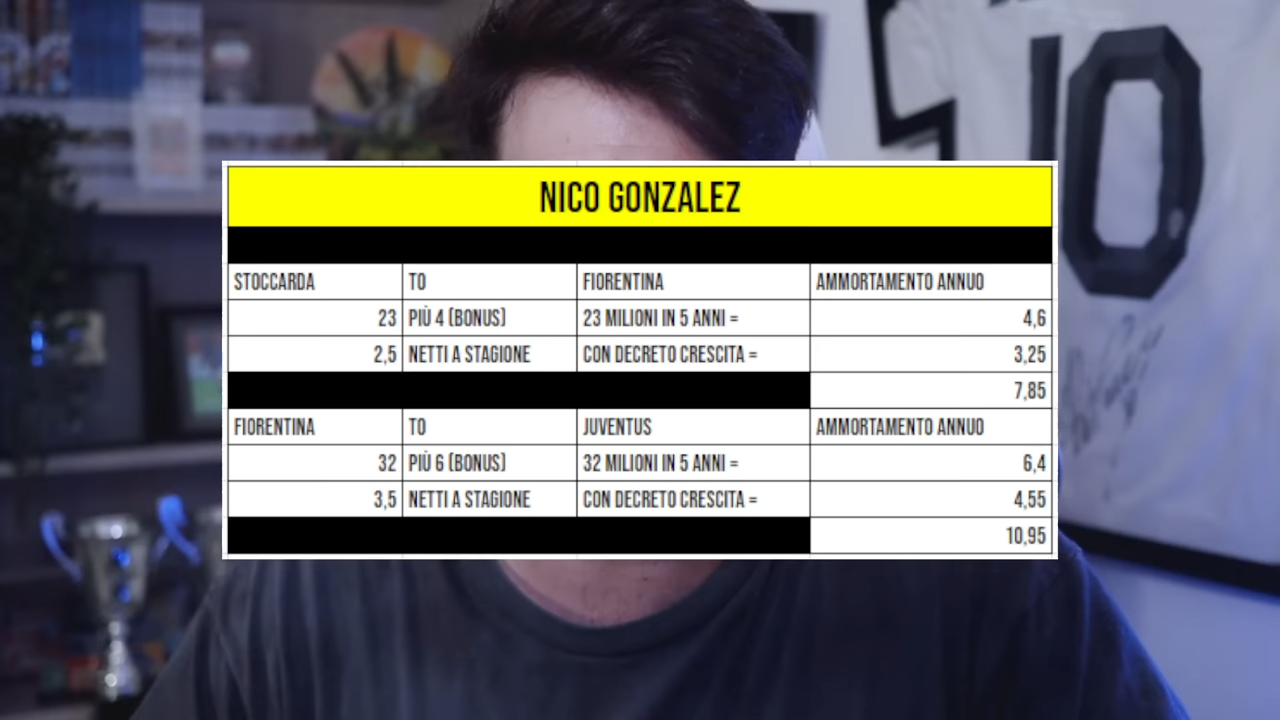 10
NICO GONZALEZ
STOCCARDA TO FIORENTINA AMMORTAMENTO ANNUO
23 PIÙ 4 (BONUS) 23 MILIONI IN 5 ANNI = 4,6
2,5 NETTI A STAGIONE CON DECRETO CRESCITA = 3,25
7,85
FIORENTINA TO JUVENTUS AMMORTAMENTO ANNUO
32 PIÙ 6 (BONUS) 32 MILIONI IN 5 ANNI = 6,4
3,5 NETTI A STAGIONE CON DECRETO CRESCITA = 4,55
10,95